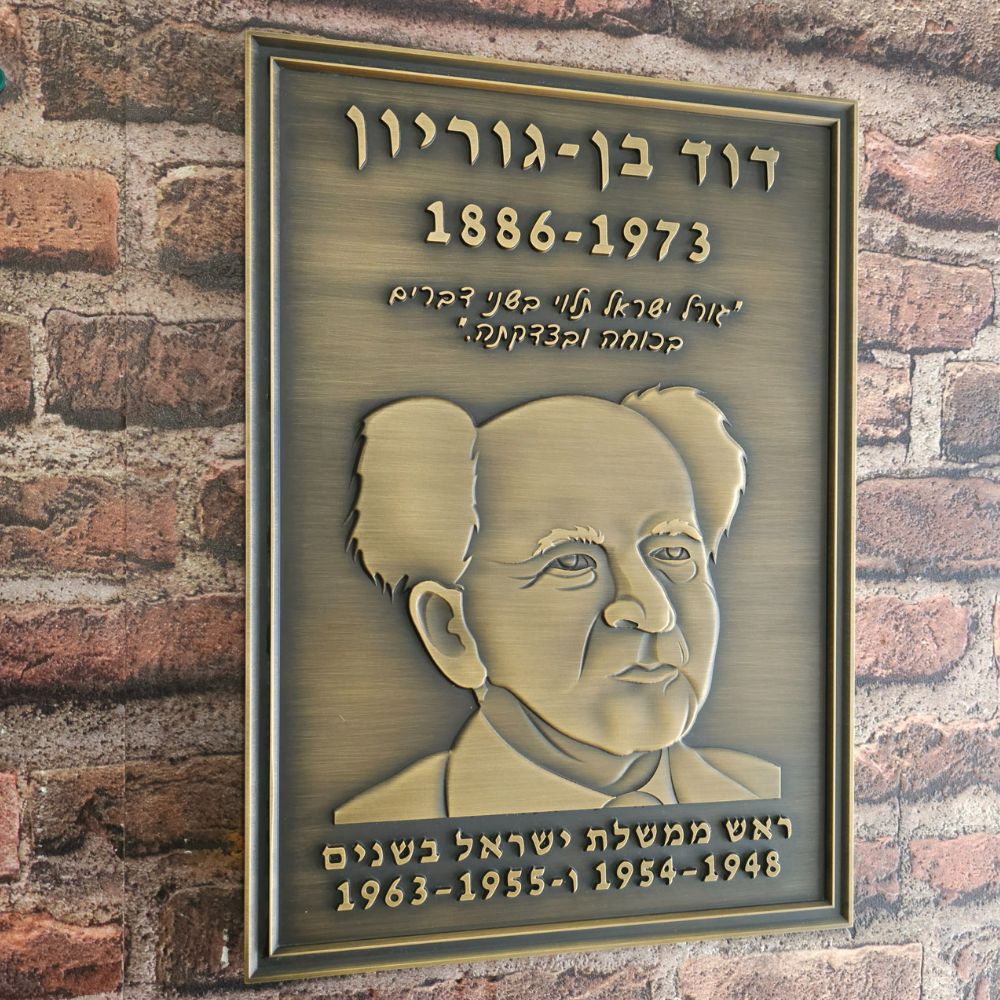 דוד בן-גוריון
1886-1973
"גורל ישראל תלוי בשני דברים
בכוחה ובצדקתה."
ראש ממשלת ישראל בשנים
1963-1955-ו 1954-1948